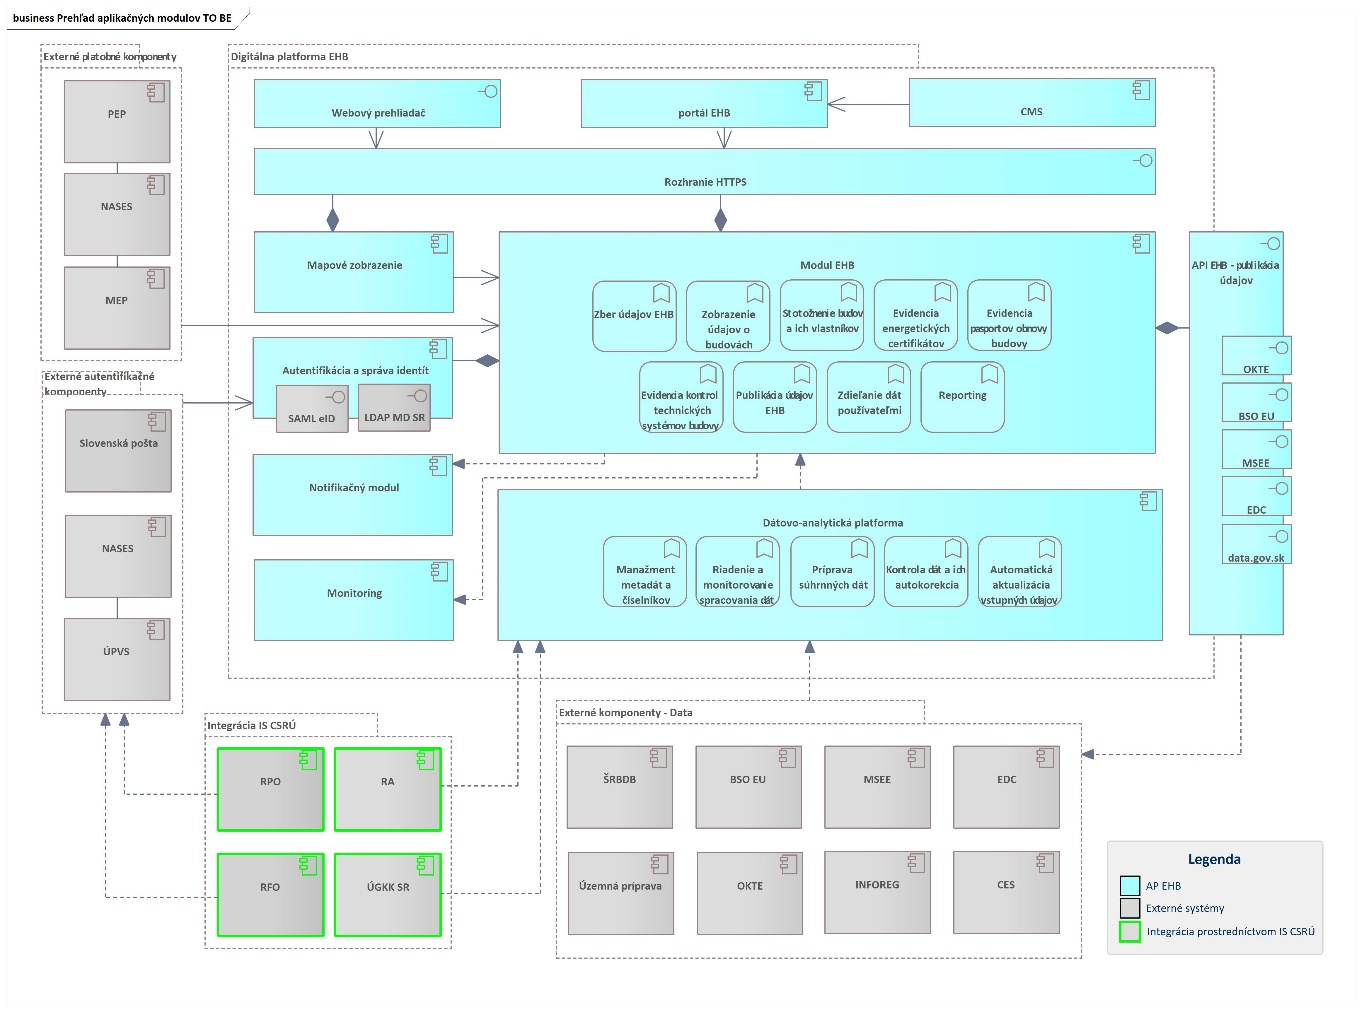 business Prehľad aplikačných modulov TO BE
Externé platobné komponenty
PEP
NASES
MEP
Externé autentifikačné
komponenty
Slovenská pošta
NASES
ÚPVS
Digitálna platforma EHB
Webový prehliadač
portál EHB
CMS
Rozhranie HTTPS
Mapové zobrazenie
Autentifikácia a správa identít
SAML eID
LDAP MD SR
Notifikačný modul
Monitoring
Modul EHB
Zber údajov EHB
Zobrazenie
údajov o
budovách
Stotožnenie budov
a ich vlastníkov
Evidencia
energetických
certifikátov
Evidencia
pasportov obnovy
budovy
Evidencia kontrol
technických
systémov budovy
Publikácia údajov
EHB
Zdieľanie dát
používateľmi
Reporting
Dátovo-analytická platforma
Manažment
metadát a
číselníkov
Riadenie a
monitorovanie
spracovania dát
Príprava
súhrnných dát
Kontrola dát a ich
autokorekcia
Automatická
aktualizácia
vstupných údajov
API EHB - publikácia
údajov
OKTE
BSO EU
MSEE
EDC
data.gov.sk
Integrácia IS CSRÚ
RPO
RA
RFO
ÚGKK SR
Externé komponenty - Data
ŠRBDB
BSO EU
MSEE
EDC
Územná príprava
OKTE
INFOREG
CES
Legenda
AP EHB
Externé systémy
Integrácia prostredníctvom IS CSRÚ